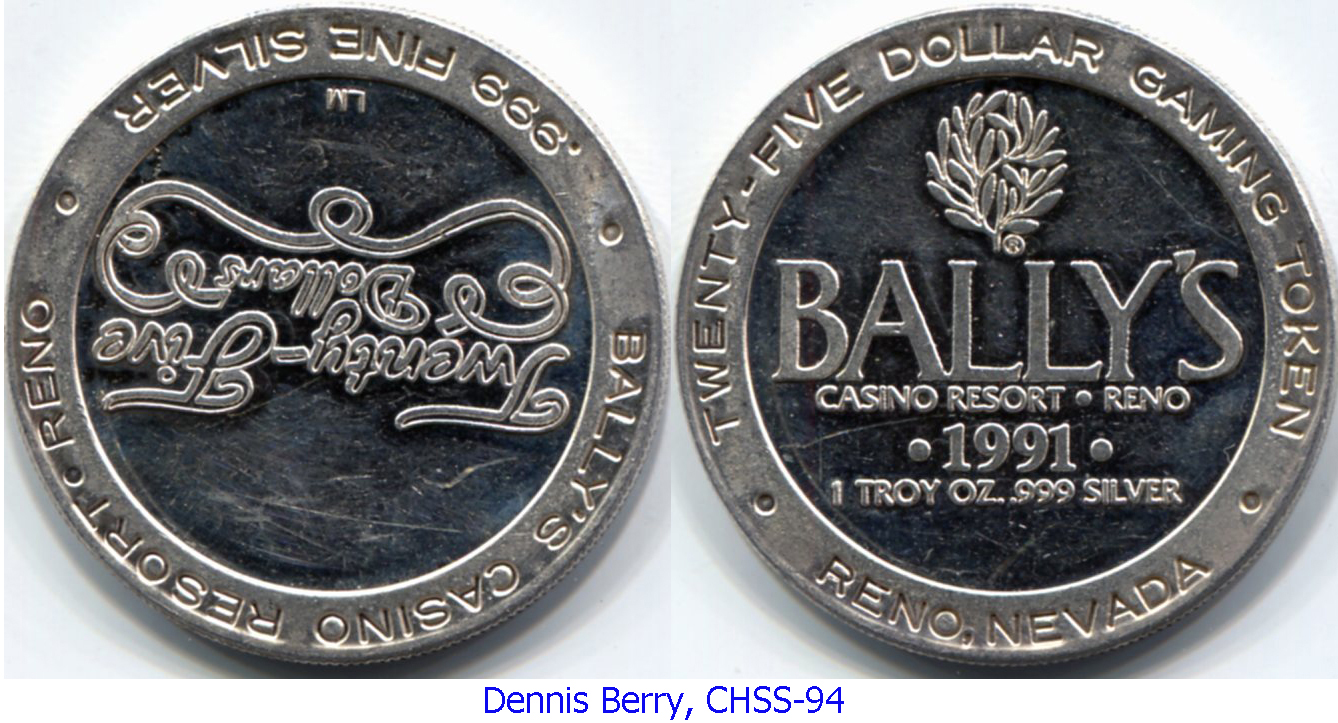 BALLY'S CASINO RESORT • RENO
Twenty-Five
Dollars
LM
.999 FINE SILVER
TWENTY-FIVE DOLLAR GAMING TOKEN
®
BALLY'S
CASINO RESORT • RENO
• 1991 •
1 TROY OZ. .999 SILVER
RENO, NEVADA
Dennis Berry, CHSS-94